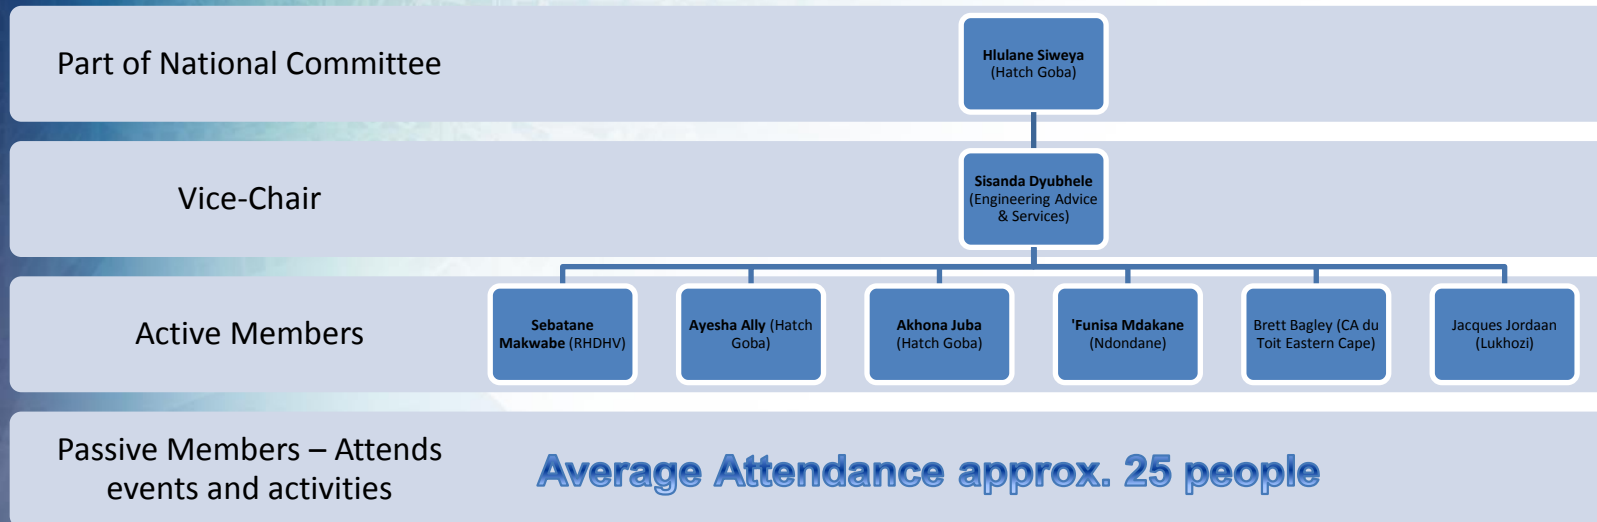 Part of National Committee
Hlulane Siweya
(Hatch Goba)
Vice-Chair
Sisanda Dyubhele
(Engineering Advice
& Services)
Active Members
Sebatane
Makwabe (RHDHV)
Ayesha Ally (Hatch
Goba)
Akhona Juba
(Hatch Goba)
'Funisa Mdakane
(Ndondane)
Brett Bagley (CA du
Toit Eastern Cape)
Jacques Jordaan
(Lukhozi)
Passive Members – Attends
events and activities
Average Attendance approx. 25 people